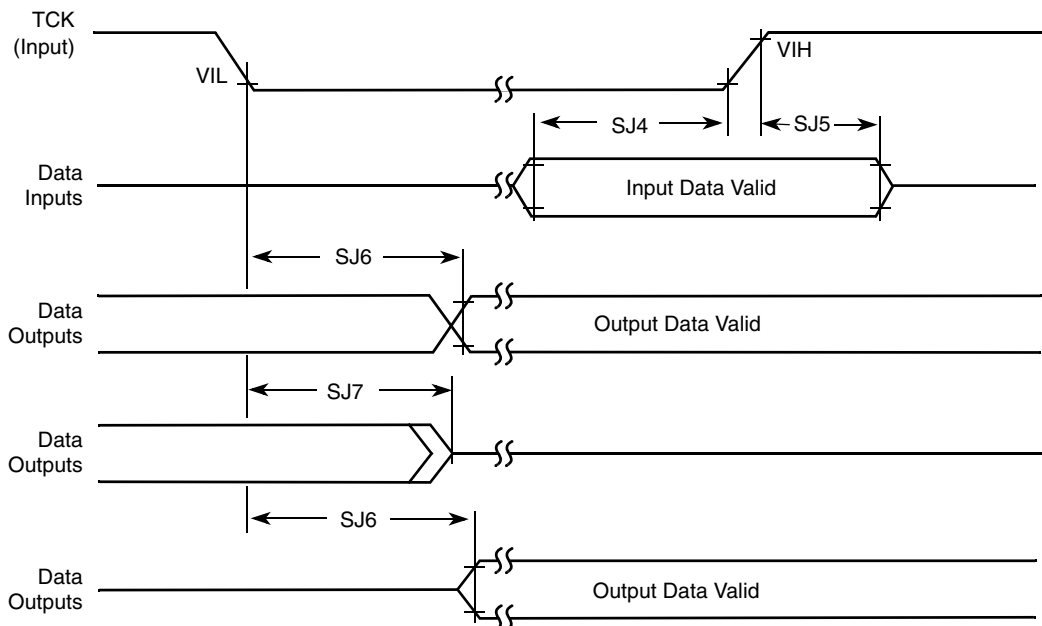 TCK
(Input)
VIL
VIH
SJ4
SJ5
Data
Inputs
Input Data Valid
SJ6
Data
Outputs
Output Data Valid
SJ7
Data
Outputs
SJ6
Data
Outputs
Output Data Valid